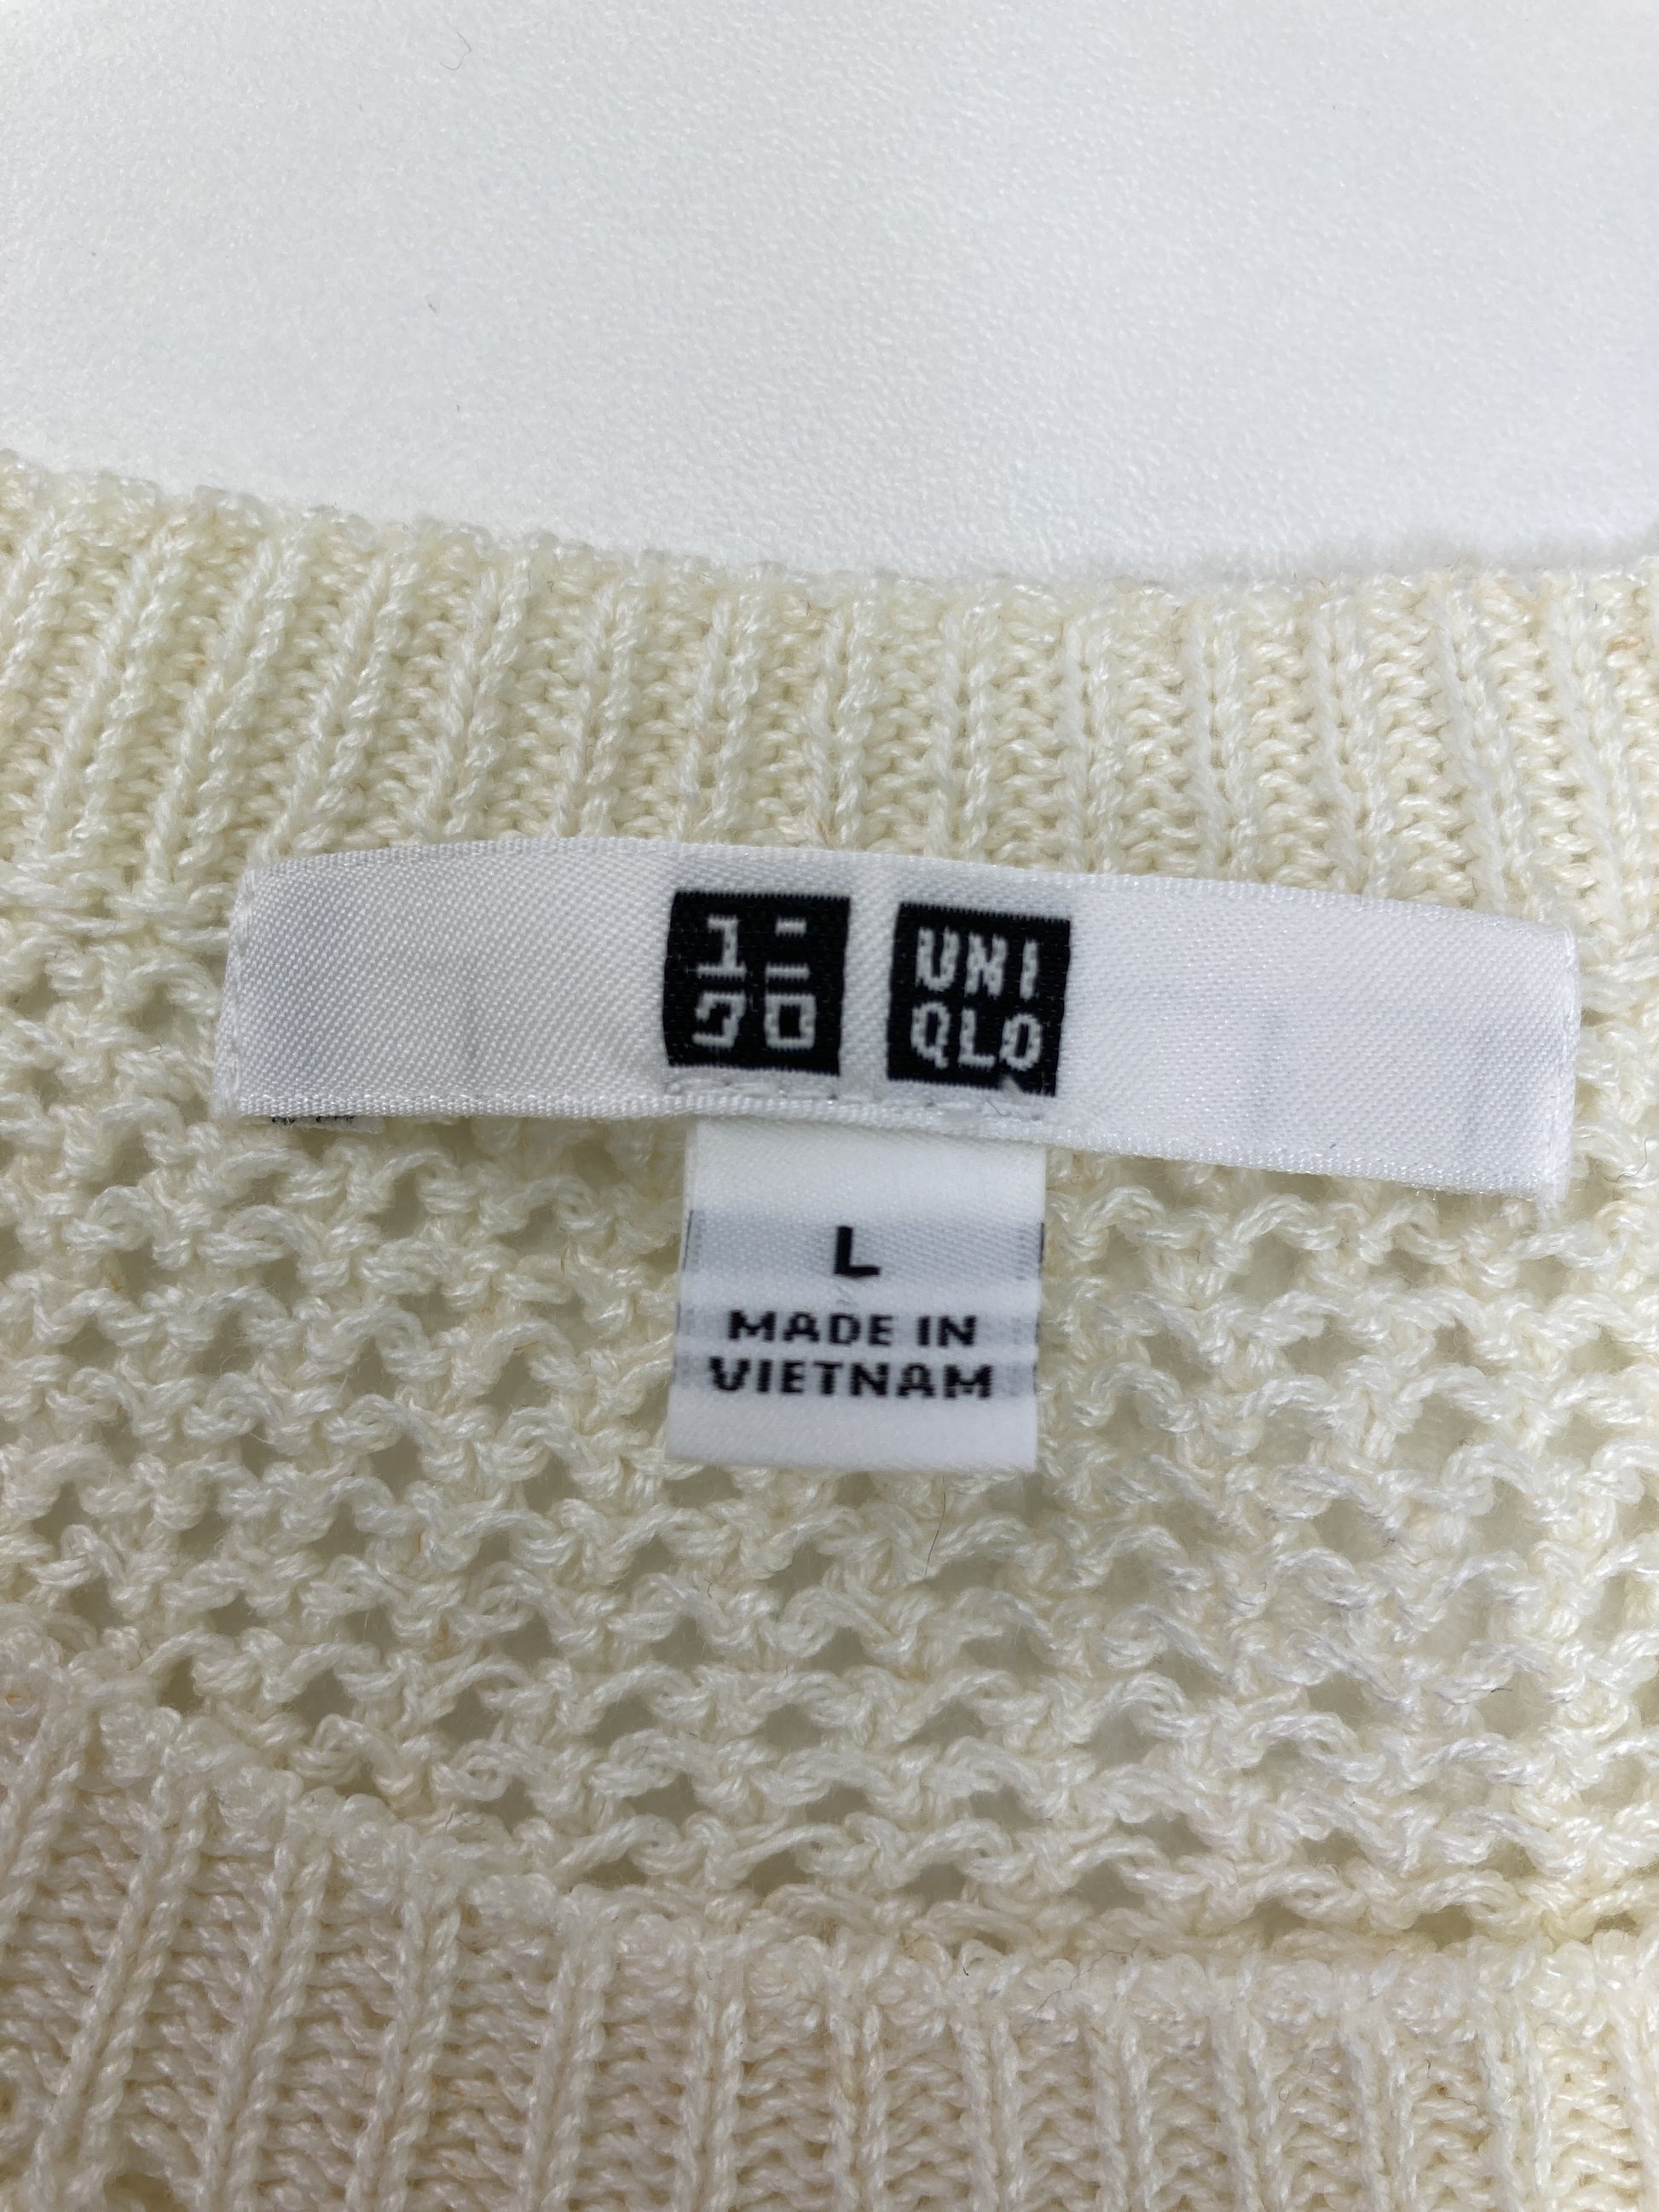 ユニ
クロ
UNI
QLO
L
MADE IN
VIETNAM